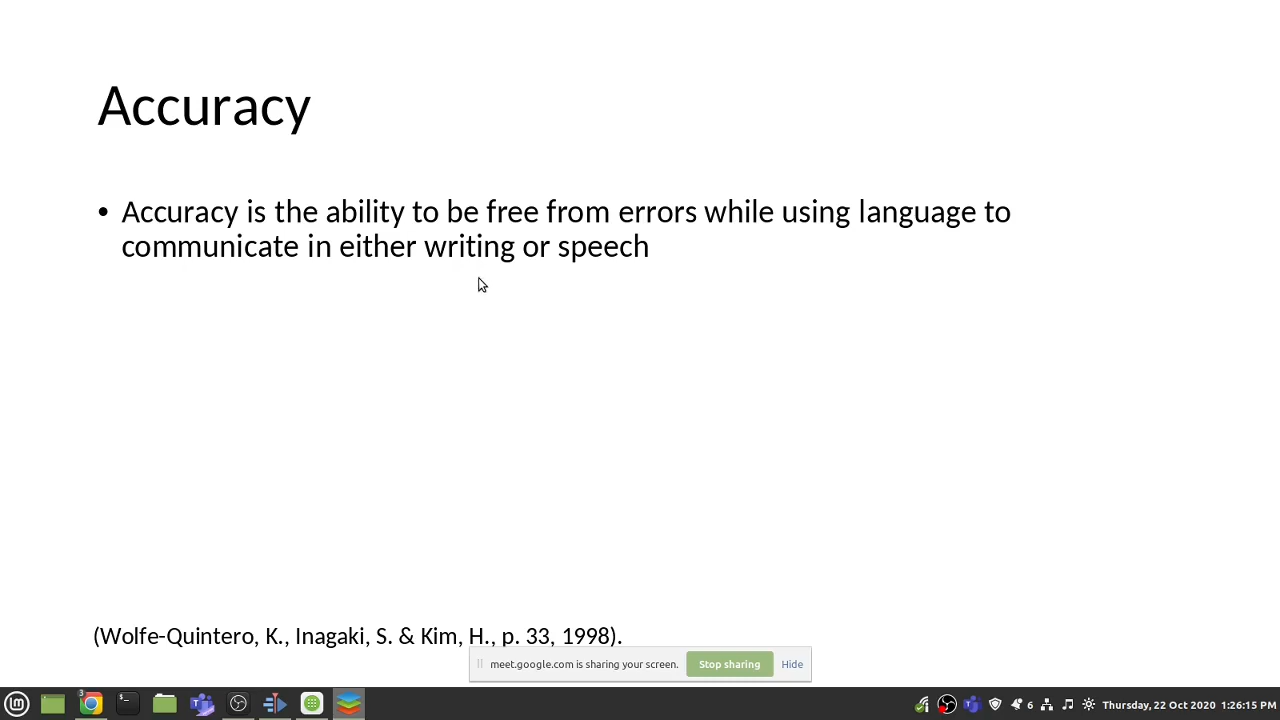 Accuracy
• Accuracy is the ability to be free from errors while using language to
communicate in either writing or speech
(Wolfe-Quintero, K., Inagaki, S. & Kim, H., p. 33, 1998).
meet.google.com is sharing your screen. Stop sharing Hide
3 6 Thursday, 22 Oct 2020 1:26:15 PM